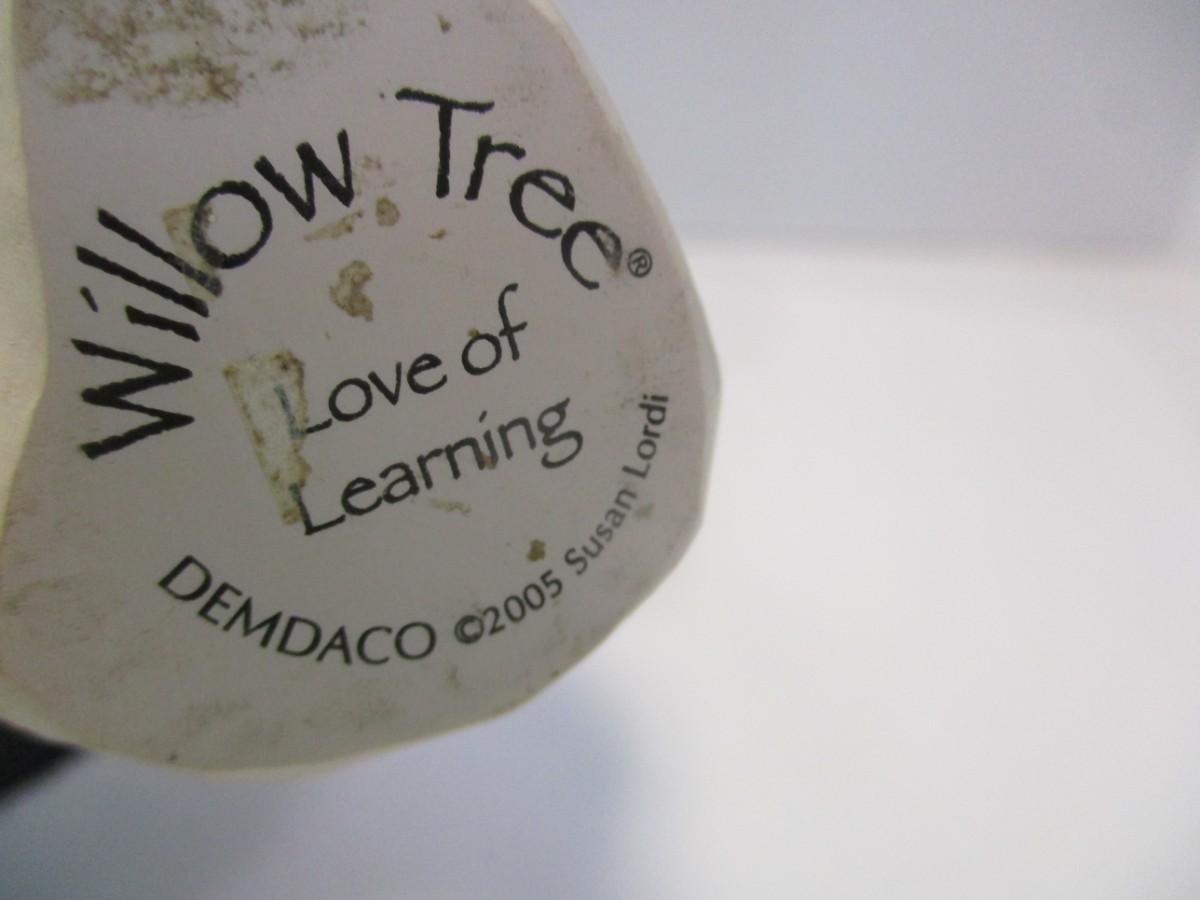 Willow Tree®
Love of
Learning
DEMDACO ©2005 Susan Lordi